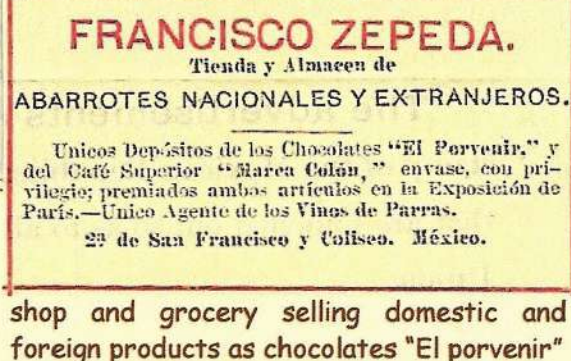 FRANCISCO ZEPEDA.
Tienda y Almacen de
ABARROTES NACIONALES Y EXTRANJEROS.
Unicos Depósitos de los Chocolates “El Porvenir.” y
del Café Superior “Marca Colón,” envase, con pri-
vilegio; premiados ambos artículos en la Exposición de
París.—Unico Agente de los Vinos de Parras.
2ª de San Francisco y Coliseo. México.
shop and grocery selling domestic and
foreign products as chocolates "El porvenir"